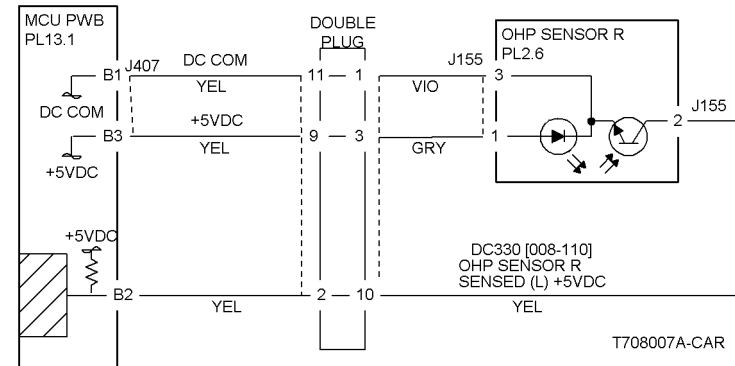 MCU PWB
PL13.1
DOUBLE
PLUG
OHP SENSOR R
PL2.6
B1 J407
DC COM
YEL
11 1
VIO
J155 3
DC COM
B3
+5VDC
YEL
9 3
GRY
1
2
J155
+5VDC
+5VDC
B2
YEL
2 10
DC330 [008-110]
OHP SENSOR R
SENSED (L) +5VDC
YEL
T708007A-CAR